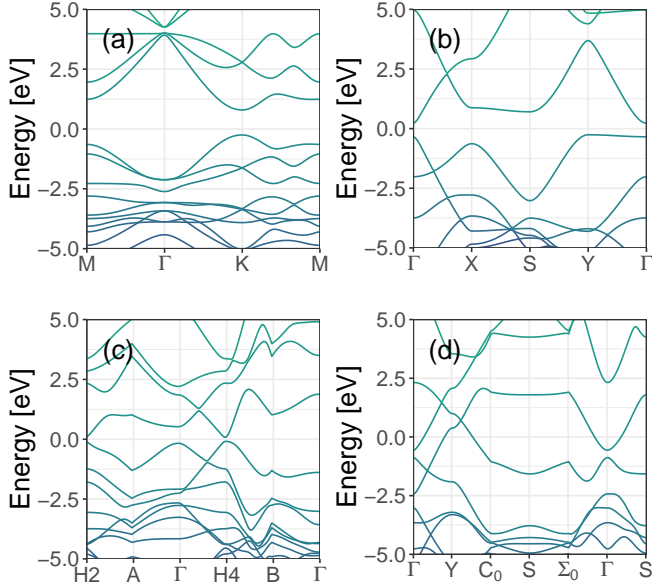 (a)
Energy [eV]
5.0
2.5
0.0
−2.5
−5.0
M Γ K M
(b)
Energy [eV]
5.0
2.5
0.0
−2.5
−5.0
Γ X S Y Γ
(c)
Energy [eV]
5.0
2.5
0.0
−2.5
−5.0
H2 A Γ H4 B Γ
(d)
Energy [eV]
5.0
2.5
0.0
−2.5
−5.0
Γ Y C₀ S Σ₀ Γ S